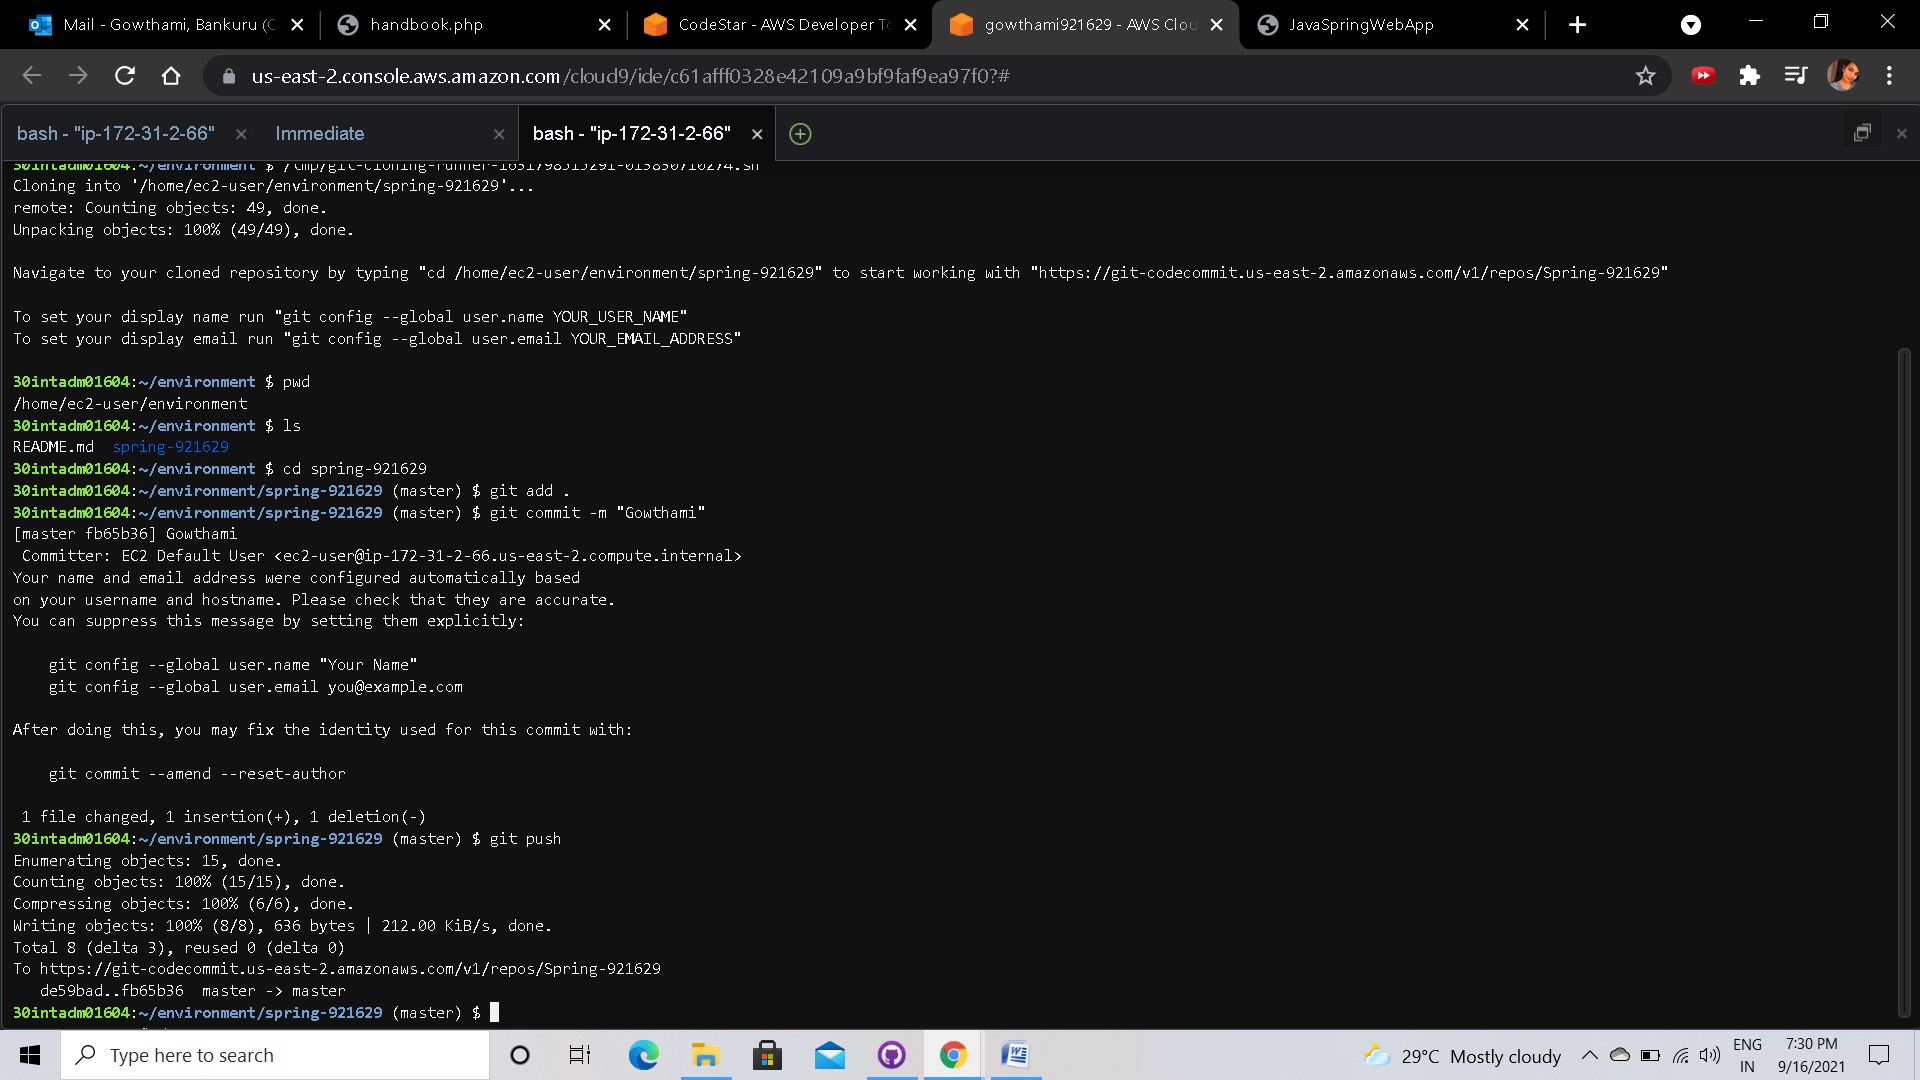 Mail - Gowthami, Bankuru (C
handbook.php
CodeStar - AWS Developer To
gowthami921629 - AWS Clou
JavaSpringWebApp
us-east-2.console.aws.amazon.com/cloud9/ide/c61afff0328e42109a9bf9faf9ea97f0?#
bash - "ip-172-31-2-66"
Immediate
bash - "ip-172-31-2-66"
30intadm01604:~/environment $ /tmp/git-cloning-runner-1631798515291-013830710274.sh
Cloning into '/home/ec2-user/environment/spring-921629'...
remote: Counting objects: 49, done.
Unpacking objects: 100% (49/49), done.
Navigate to your cloned repository by typing "cd /home/ec2-user/environment/spring-921629" to start working with "https://git-codecommit.us-east-2.amazonaws.com/v1/repos/Spring-921629"
To set your display name run "git config --global user.name YOUR_USER_NAME"
To set your display email run "git config --global user.email YOUR_EMAIL_ADDRESS"
30intadm01604:~/environment $ pwd
/home/ec2-user/environment
30intadm01604:~/environment $ ls
README.md  spring-921629
30intadm01604:~/environment $ cd spring-921629
30intadm01604:~/environment/spring-921629 (master) $ git add .
30intadm01604:~/environment/spring-921629 (master) $ git commit -m "Gowthami"
[master fb65b36] Gowthami
Committer: EC2 Default User <ec2-user@ip-172-31-2-66.us-east-2.compute.internal>
Your name and email address were configured automatically based
on your username and hostname. Please check that they are accurate.
You can suppress this message by setting them explicitly:
git config --global user.name "Your Name"
git config --global user.email you@example.com
After doing this, you may fix the identity used for this commit with:
git commit --amend --reset-author
1 file changed, 1 insertion(+), 1 deletion(-)
30intadm01604:~/environment/spring-921629 (master) $ git push
Enumerating objects: 15, done.
Counting objects: 100% (15/15), done.
Compressing objects: 100% (6/6), done.
Writing objects: 100% (8/8), 636 bytes | 212.00 KiB/s, done.
Total 8 (delta 3), reused 0 (delta 0)
To https://git-codecommit.us-east-2.amazonaws.com/v1/repos/Spring-921629
de59bad..fb65b36  master -> master
30intadm01604:~/environment/spring-921629 (master) $
Type here to search
29°C Mostly cloudy
ENG
IN
7:30 PM
9/16/2021